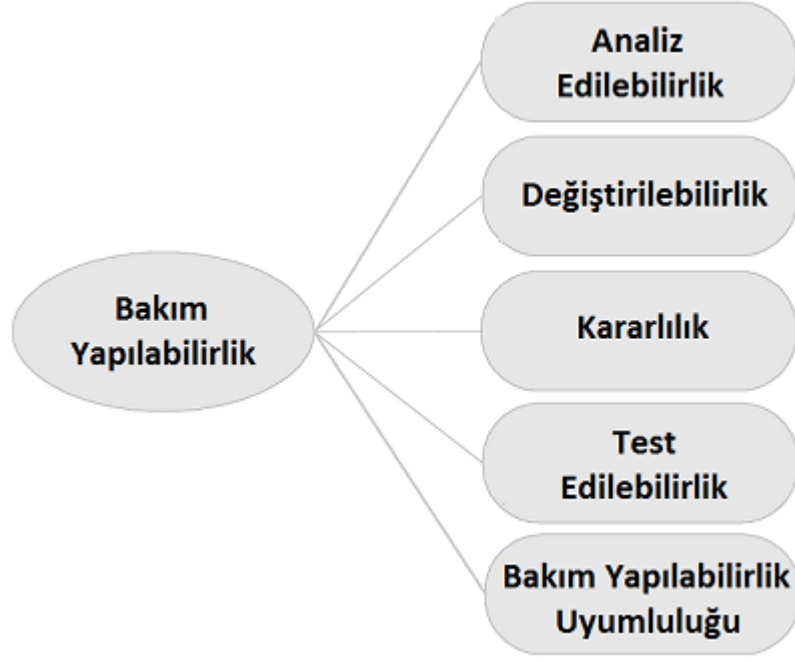 Analiz
Edilebilirlik
Değiştirilebilirlik
Bakım
Yapılabilirlik
Kararlılık
Test
Edilebilirlik
Bakım Yapılabilirlik
Uyumluluğu